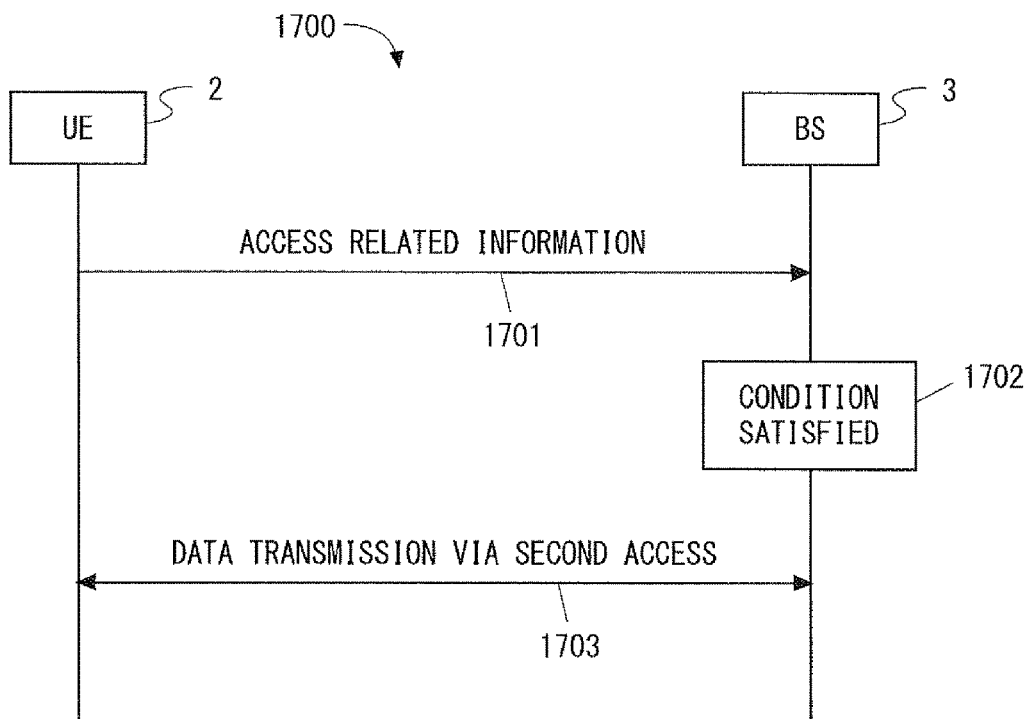 1700
UE
2
BS
3
ACCESS RELATED INFORMATION
1701
CONDITION
SATISFIED
1702
DATA TRANSMISSION VIA SECOND ACCESS
1703